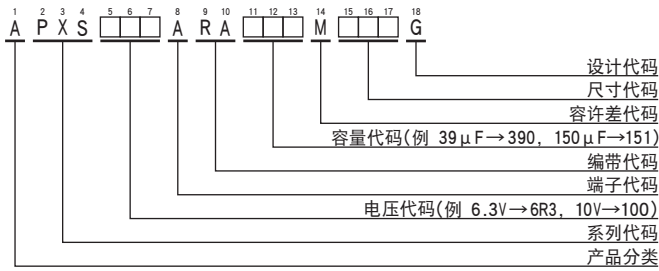 1 2 3 4 5 6 7 8 9 10 11 12 13 14 15 16 17 18
A P X S □□□ A R A □□□ M □□□ G
设计代码
尺寸代码
容许差代码
容量代码(例 39μF→390, 150μF→151)
编带代码
端子代码
电压代码(例 6.3V→6R3, 10V→100)
系列代码
产品分类